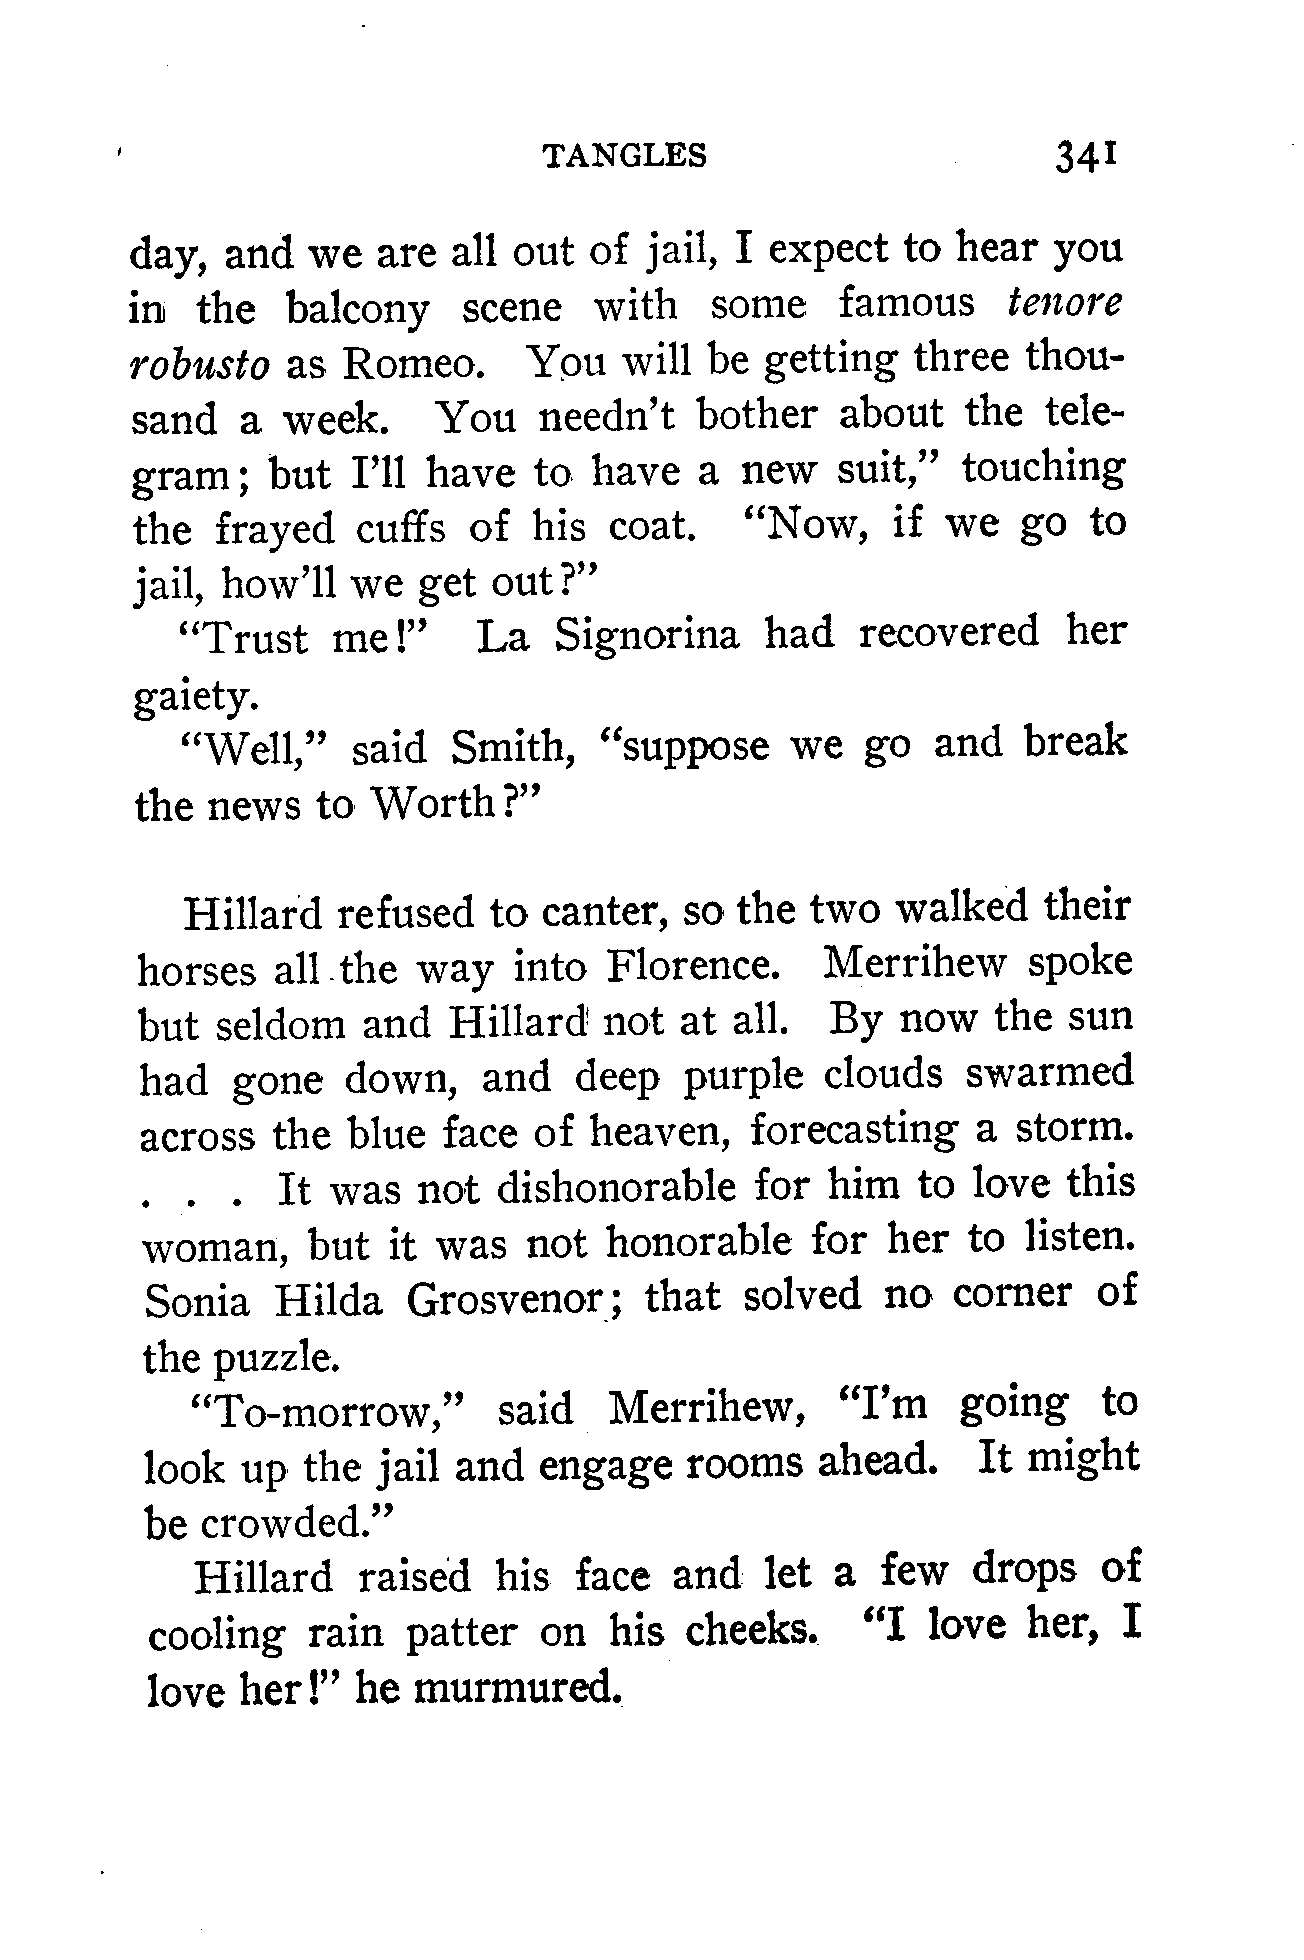 TANGLES 341
day, and we are all out of jail, I expect to hear you
in the balcony scene with some famous tenore
robusto as Romeo. You will be getting three thou-
sand a week. You needn't bother about the tele-
gram; but I'll have to have a new suit," touching
the frayed cuffs of his coat. "Now, if we go to
jail, how'll we get out?"
"Trust me!" La Signorina had recovered her
gaiety.
"Well," said Smith, "suppose we go and break
the news to Worth?"
Hillard refused to canter, so the two walked their
horses all the way into Florence. Merrihew spoke
but seldom and Hillard not at all. By now the sun
had gone down, and deep purple clouds swarmed
across the blue face of heaven, forecasting a storm.
. . . It was not dishonorable for him to love this
woman, but it was not honorable for her to listen.
Sonia Hilda Grosvenor; that solved no corner of
the puzzle.
"To-morrow," said Merrihew, "I'm going to
look up the jail and engage rooms ahead. It might
be crowded."
Hillard raised his face and let a few drops of
cooling rain patter on his cheeks. "I love her, I
love her!" he murmured.